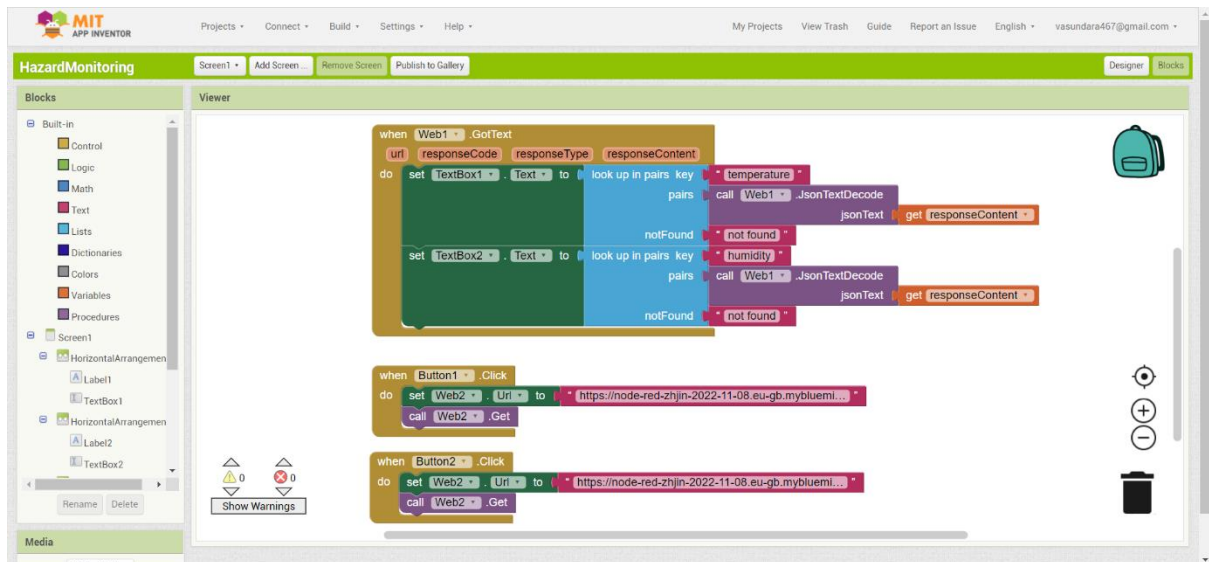 MIT
APP INVENTOR
Projects Connect Build Settings Help My Projects View Trash Guide Report an Issue English vasundara467@gmail.com
HazardMonitoring Screen1 Add Screen ... Remove Screen Publish to Gallery Designer Blocks
Blocks
Viewer
Built-in
Control
Logic
Math
Text
Lists
Dictionaries
Colors
Variables
Procedures
Screen1
HorizontalArrangemen
Label1
TextBox1
HorizontalArrangemen
Label2
TextBox2
Rename Delete
Media
when Web1 .GotText
url responseCode responseType responseContent
do set TextBox1 . Text to look up in pairs key " temperature "
pairs call Web1 .JsonTextDecode
jsonText get responseContent
notFound " not found "
set TextBox2 . Text to look up in pairs key " humidity "
pairs call Web1 .JsonTextDecode
jsonText get responseContent
notFound " not found "
when Button1 .Click
do set Web2 . Url to " https://node-red-zhjin-2022-11-08.eu-gb.mybluemi... "
call Web2 .Get
when Button2 .Click
do set Web2 . Url to " https://node-red-zhjin-2022-11-08.eu-gb.mybluemi... "
call Web2 .Get
0 0
Show Warnings